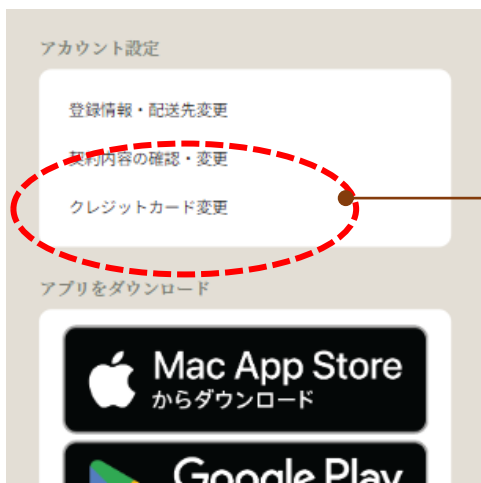 アカウント設定
登録情報・配送先変更
契約内容の確認・変更
クレジットカード変更
アプリをダウンロード
Mac App Store
からダウンロード
Google Play